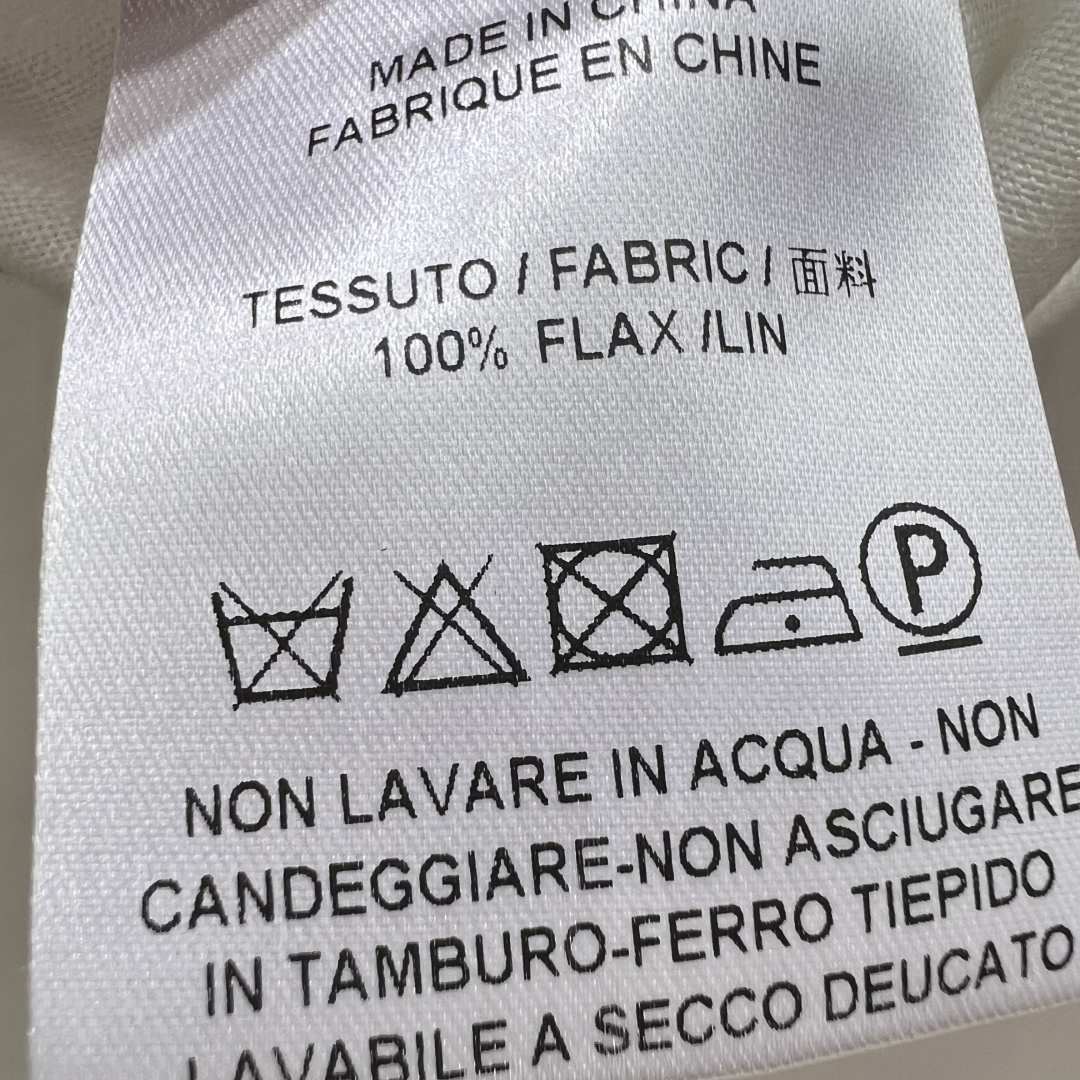 MADE IN CHINA
FABRIQUE EN CHINE
TESSUTO / FABRIC / 面料
100% FLAX /LIN
P
NON LAVARE IN ACQUA - NON
CANDEGGIARE-NON ASCIUGARE
IN TAMBURO-FERRO TIEPIDO
LAVABILE A SECCO DEUCATO